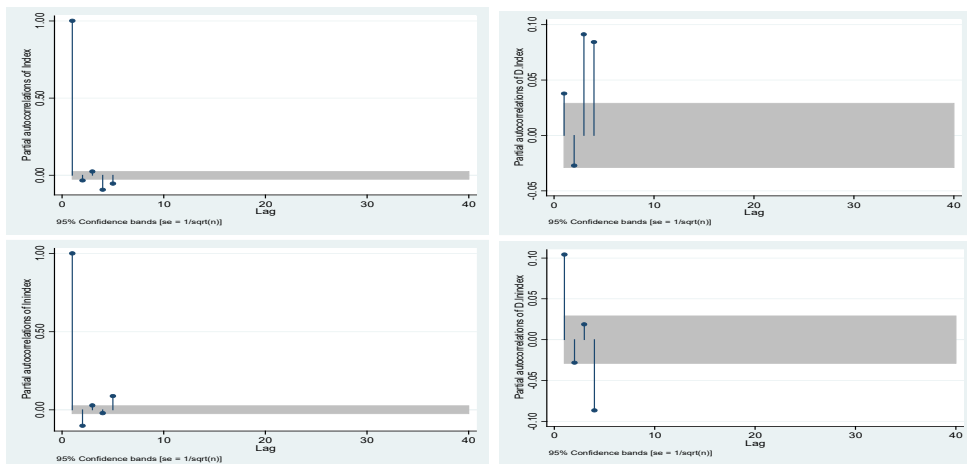 Partial autocorrelations of Index
1.00
0.50
0.00
0 10 20 30 40
Lag
95% Confidence bands [se = 1/sqrt(n)]
Partial autocorrelations of D.Index
0.10
0.05
0.00
-0.05
0 10 20 30 40
Lag
95% Confidence bands [se = 1/sqrt(n)]
Partial autocorrelations of lnindex
1.00
0.50
0.00
0 10 20 30 40
Lag
95% Confidence bands [se = 1/sqrt(n)]
Partial autocorrelations of D.lnindex
0.10
0.05
0.00
-0.05
-0.10
0 10 20 30 40
Lag
95% Confidence bands [se = 1/sqrt(n)]